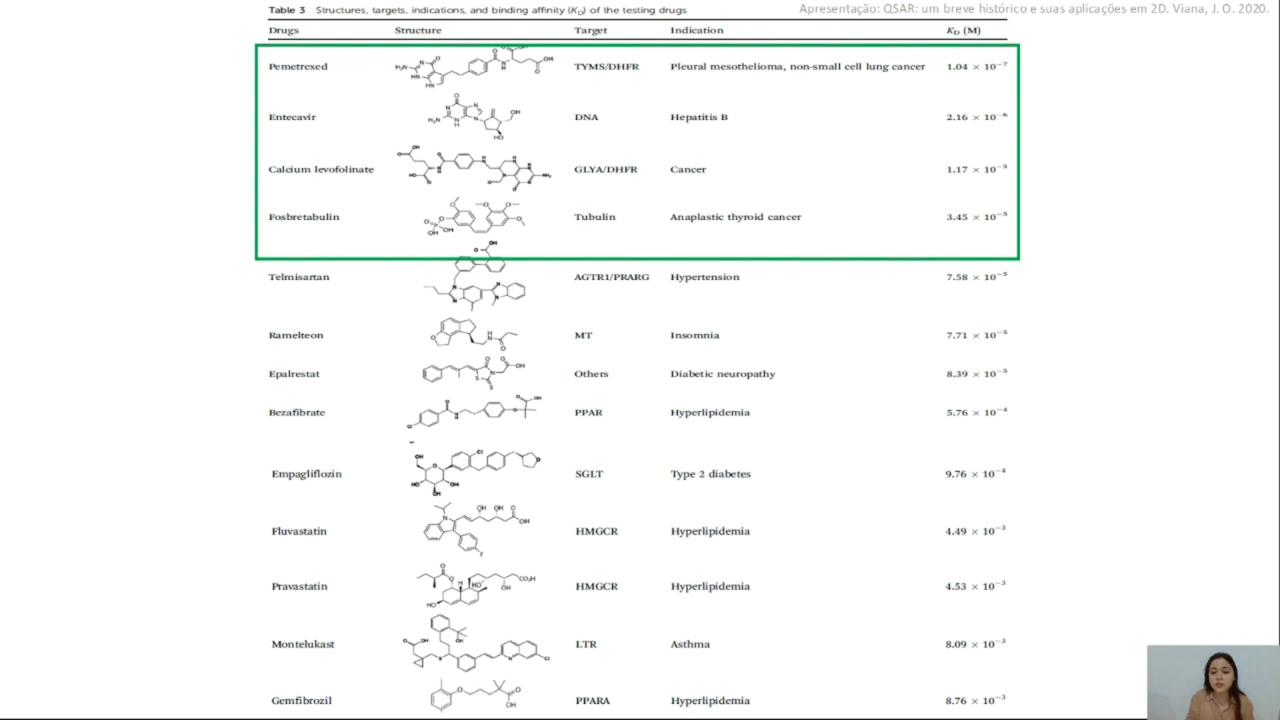 Apresentação: QSAR: um breve histórico e suas aplicações em 2D. Viana, J. O. 2020.
Table 3 Structures, targets, indications, and binding affinity (KD) of the testing drugs
Drugs Structure Target Indication KD (M)
Pemetrexed TYMS/DHFR Pleural mesothelioma, non-small cell lung cancer 1.04 × 10⁻⁷
Entecavir DNA Hepatitis B 2.16 × 10⁻⁶
Calcium levofolinate GLYA/DHFR Cancer 1.17 × 10⁻⁵
Fosbretabulin Tubulin Anaplastic thyroid cancer 3.45 × 10⁻⁵
Telmisartan AGTR1/PRARG Hypertension 7.58 × 10⁻⁵
Ramelteon MT Insomnia 7.71 × 10⁻⁵
Epalrestat Others Diabetic neuropathy 8.39 × 10⁻⁵
Bezafibrate PPAR Hyperlipidemia 5.76 × 10⁻⁴
Empagliflozin SGLT Type 2 diabetes 9.76 × 10⁻⁴
Fluvastatin HMGCR Hyperlipidemia 4.49 × 10⁻³
Pravastatin HMGCR Hyperlipidemia 4.53 × 10⁻³
Montelukast LTR Asthma 8.09 × 10⁻³
Gemfibrozil PPARA Hyperlipidemia 8.76 × 10⁻³